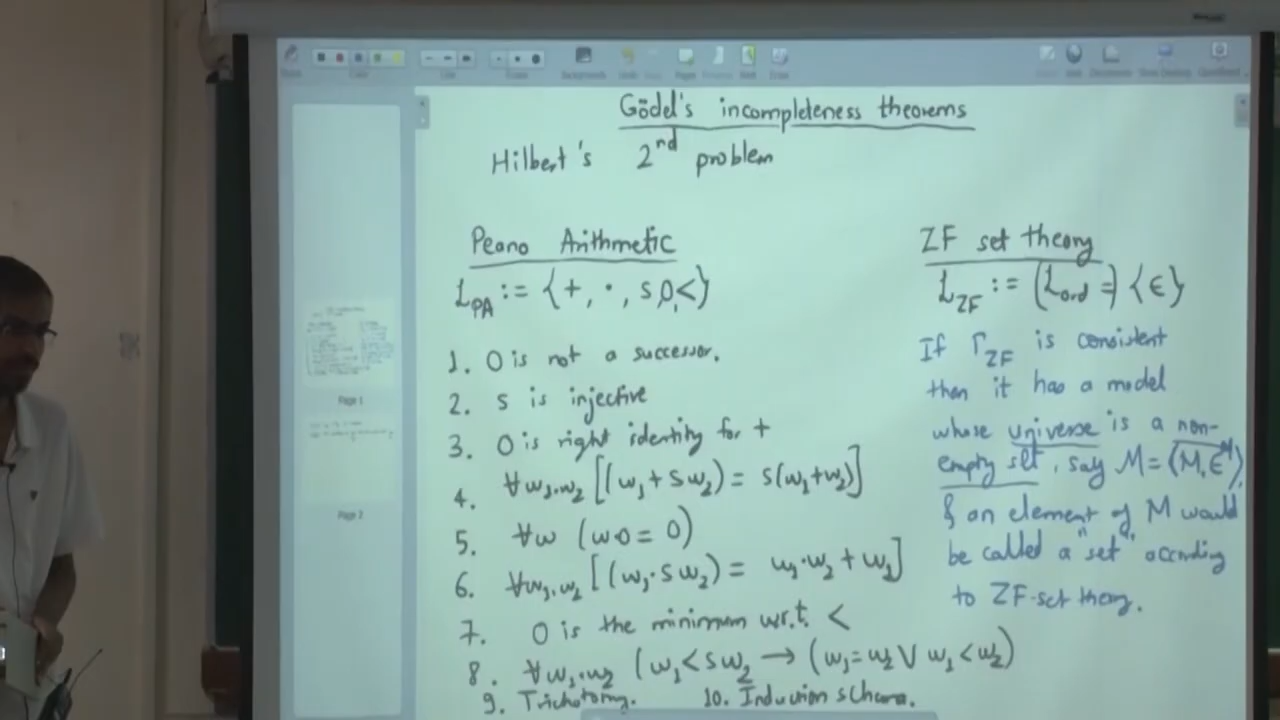 Gödel's incompleteness theorems
Hilbert's 2nd problem
Peano Arithmetic
L_PA := {+, ·, s, 0, <}
1. 0 is not a successor.
2. s is injective
3. 0 is right identity for +
4. ∀w₁,w₂ [(w₁+sw₂) = s(w₁+w₂)]
5. ∀w (w·0 = 0)
6. ∀w₁,w₂ [(w₁·sw₂) = w₁·w₂ + w₁]
7. 0 is the minimum w.r.t. <
8. ∀w₁,w₂ (w₁<sw₂ → (w₁=w₂ ∨ w₁<w₂)
9. Trichotomy. 10. Induction schema.
ZF set theory
L_ZF := (L_ord =) {∈}
If Γ_ZF is consistent
then it has a model
whose universe is a non-
empty set, say M = (M, ∈^M)
& an element of M would
be called a "set" according
to ZF-set theory.
Page 1
Page 2